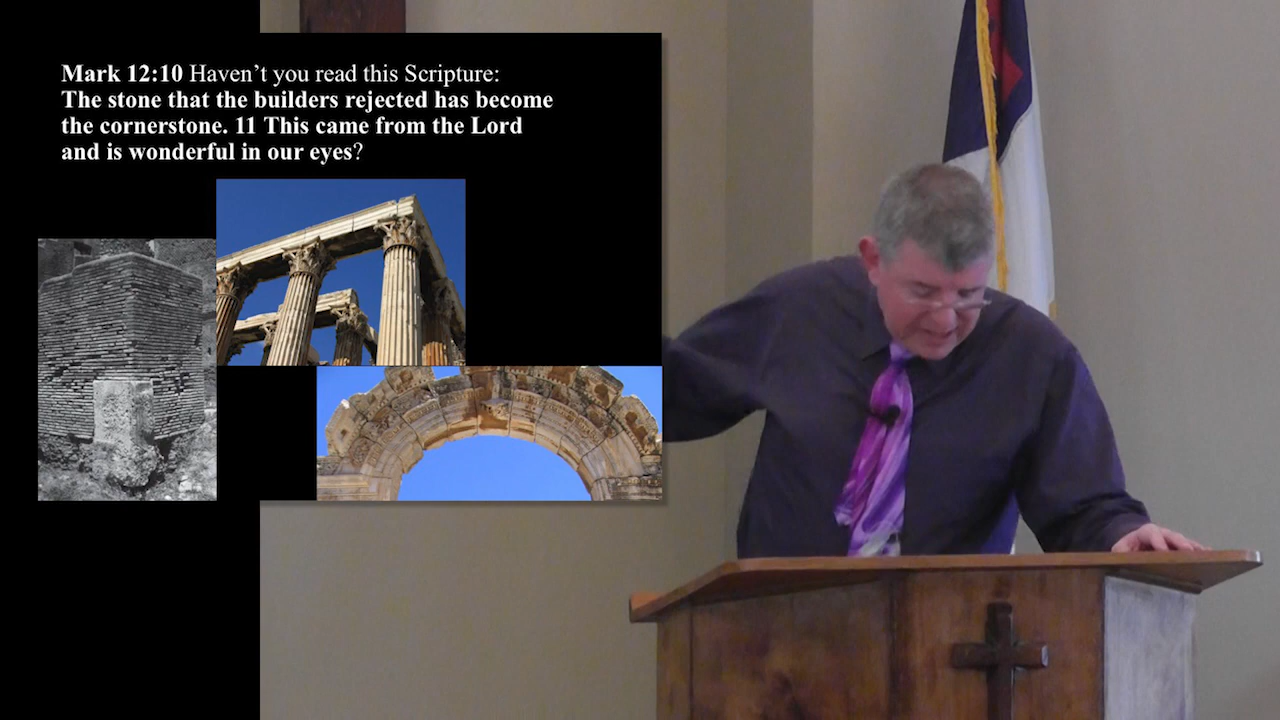 Mark 12:10 Haven’t you read this Scripture:
The stone that the builders rejected has become
the cornerstone. 11 This came from the Lord
and is wonderful in our eyes?